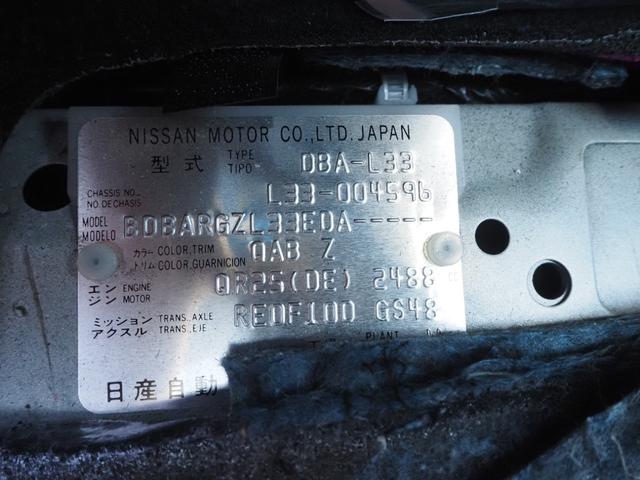 NISSAN MOTOR CO.,LTD.JAPAN
型式 TYPE TIPO DBA-L33
CHASSIS NO. NO.DECHASIS L33-004596
MODEL MODELO BDBARGZL33EDA-----
カラー トリム COLOR,TRIM COLOR,GUARNICION QAB Z
エンジン ENGINE MOTOR QR25(DE) 2488 cc
ミッション アクスル TRANS.,AXLE TRANS.,EJE RE0F10D GS48
PLANT
日産自動